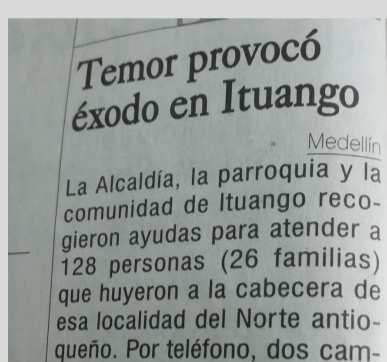 Temor provocó
éxodo en Ituango
Medellín
La Alcaldía, la parroquia y la
comunidad de Ituango reco-
gieron ayudas para atender a
128 personas (26 familias)
que huyeron a la cabecera de
esa localidad del Norte antio-
queño. Por teléfono, dos cam-